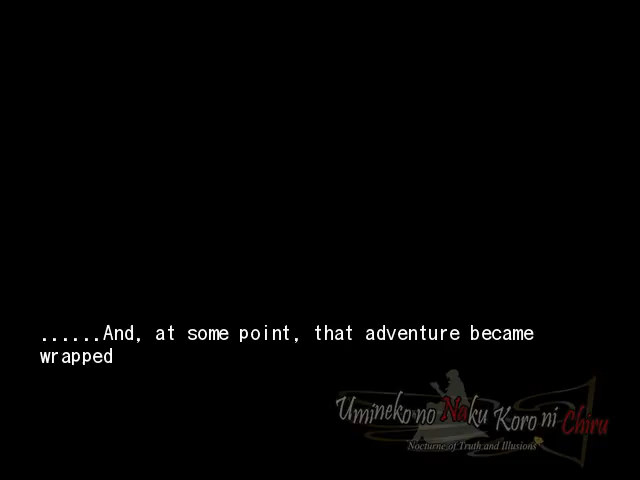 ......And, at some point, that adventure became
wrapped
Umineko no Naku Koro ni Chiru
Nocturne of Truth and Illusions